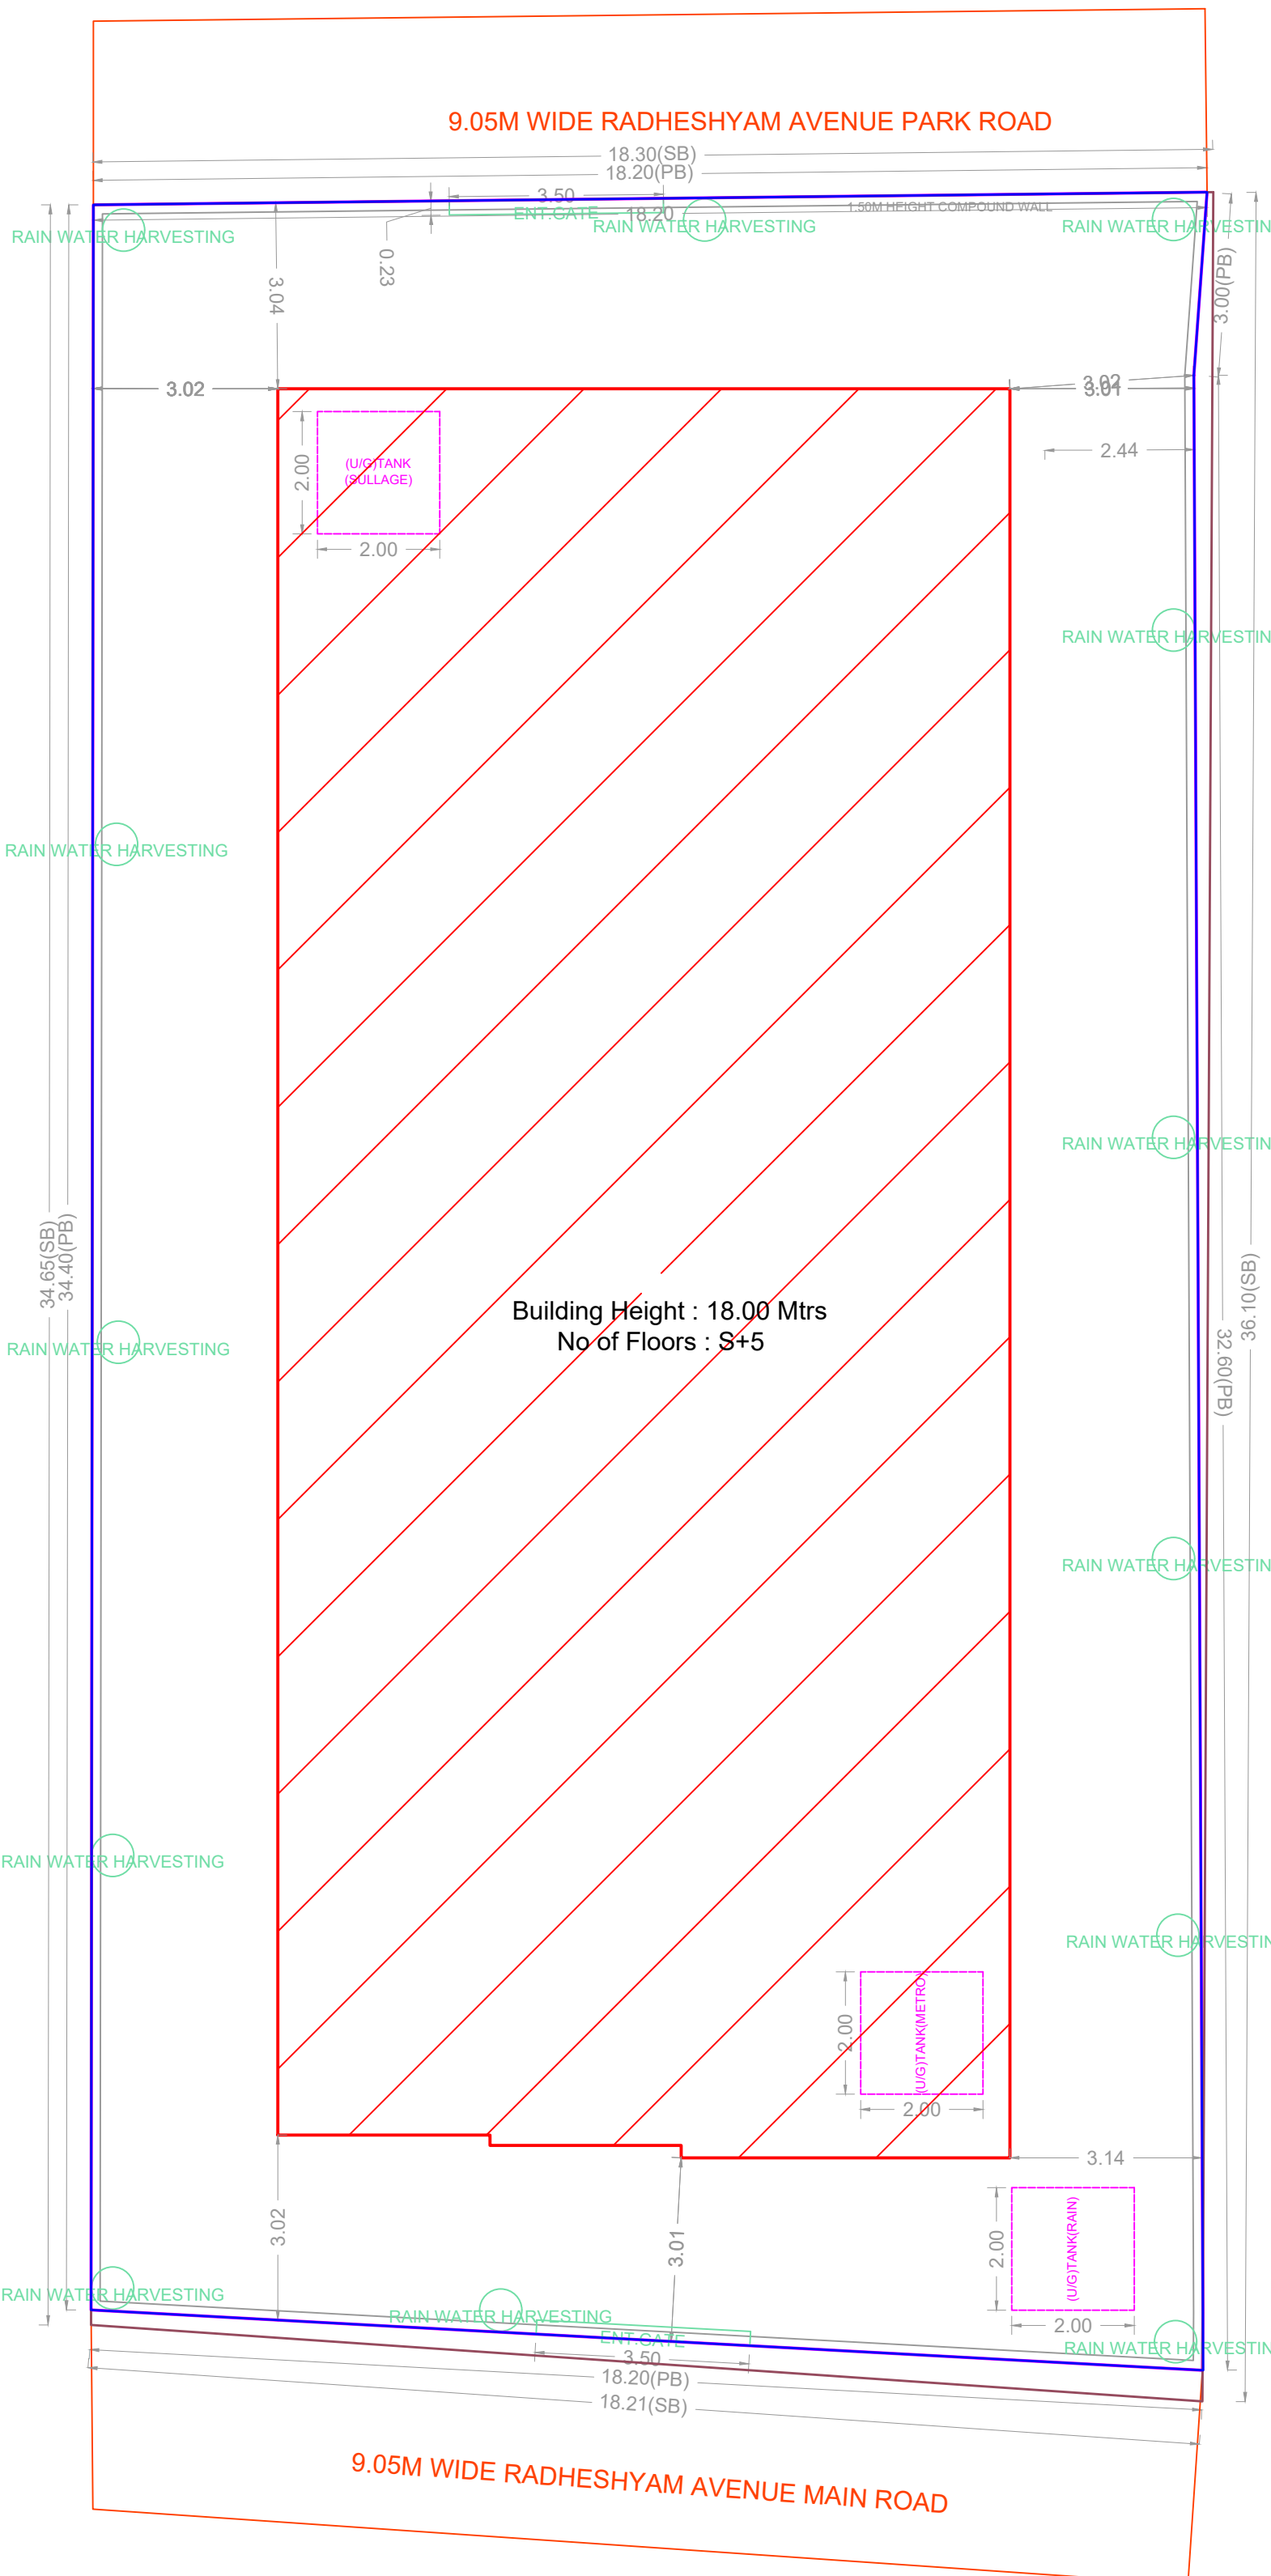 9.05M WIDE RADHESHYAM AVENUE PARK ROAD
18.30(SB)
18.20(PB)
3.50
ENT.GATE
18.20
1.50M HEIGHT COMPOUND WALL
RAIN WATER HARVESTING
RAIN WATER HARVESTING
RAIN WATER HARVESTIN
0.23
3.04
3.00(PB)
3.02
3.02
3.01
2.44
2.00
(U/G)TANK
(SULLAGE)
2.00
RAIN WATER HARVESTIN
RAIN WATER HARVESTING
RAIN WATER HARVESTIN
34.65(SB)
34.40(PB)
36.10(SB)
32.60(PB)
Building Height : 18.00 Mtrs
No of Floors : S+5
RAIN WATER HARVESTING
RAIN WATER HARVESTIN
RAIN WATER HARVESTING
RAIN WATER HARVESTIN
2.00
(U/G)TANK(METRO)
2.00
3.14
3.02
3.01
2.00
(U/G)TANK(RAIN)
2.00
RAIN WATER HARVESTING
RAIN WATER HARVESTING
RAIN WATER HARVESTIN
ENT.GATE
3.50
18.20(PB)
18.21(SB)
9.05M WIDE RADHESHYAM AVENUE MAIN ROAD